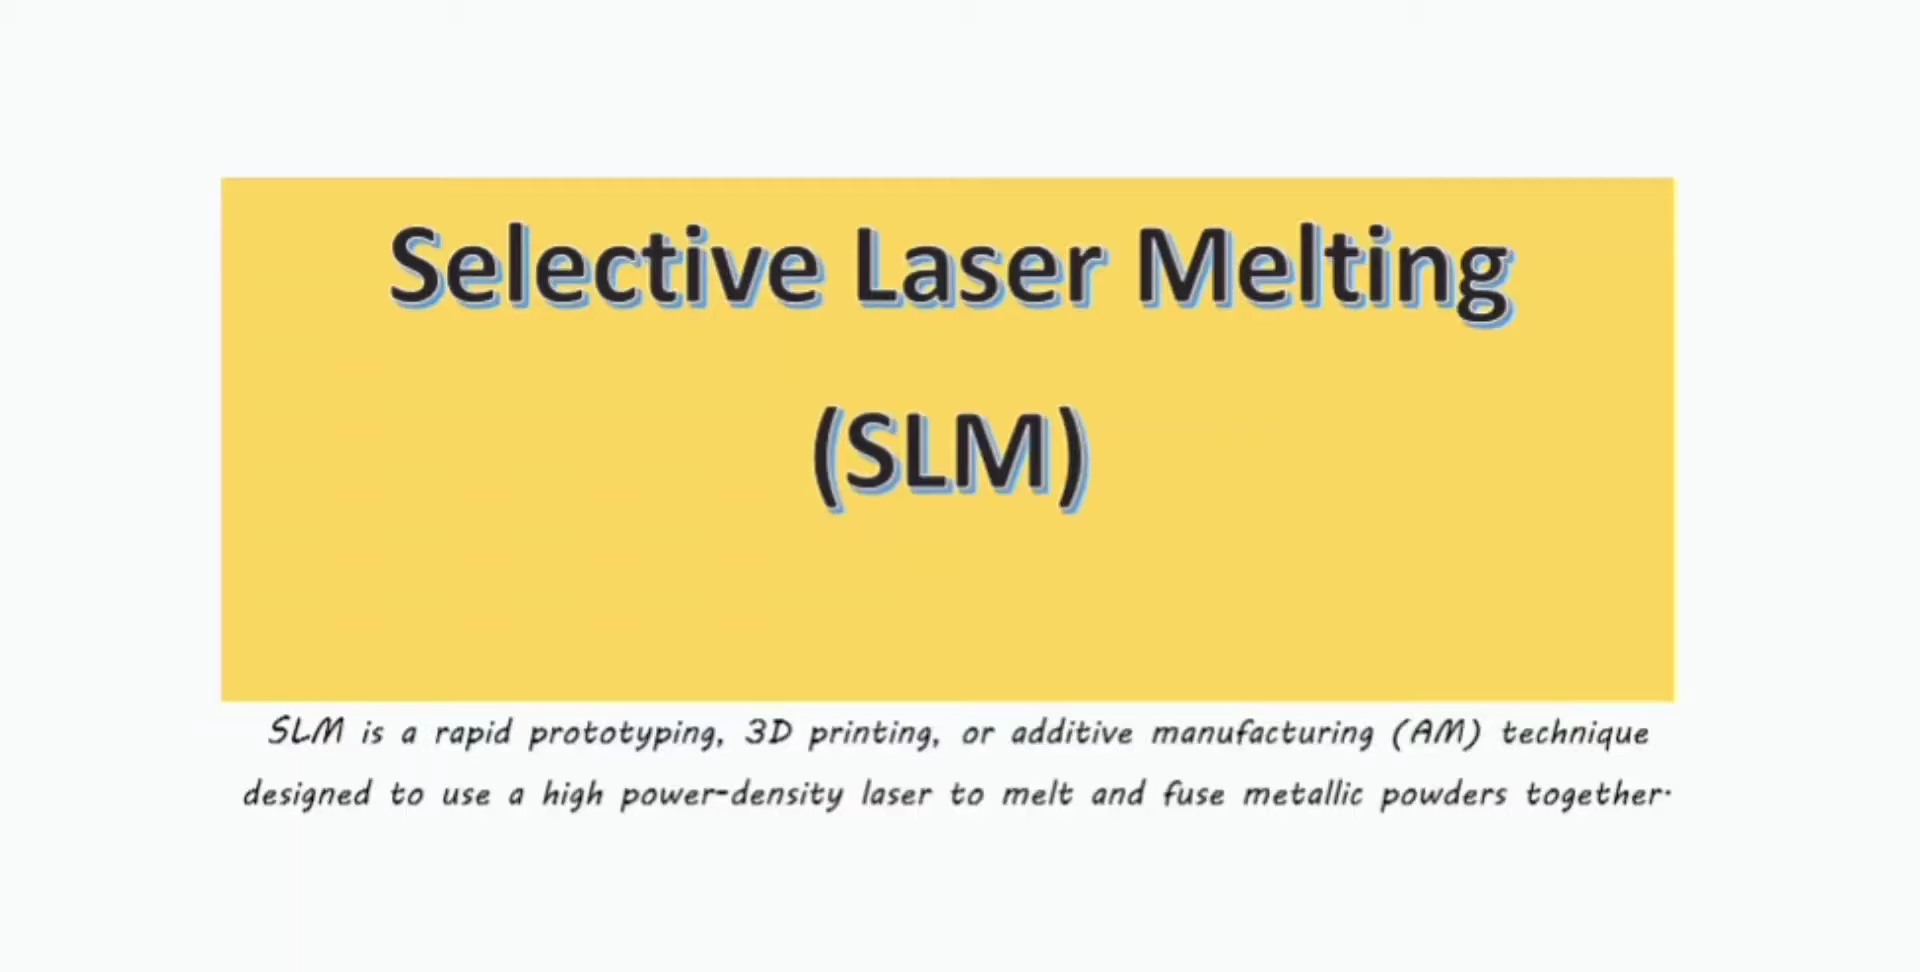 Selective Laser Melting
(SLM)
SLM is a rapid prototyping, 3D printing, or additive manufacturing (AM) technique
designed to use a high power-density laser to melt and fuse metallic powders together.